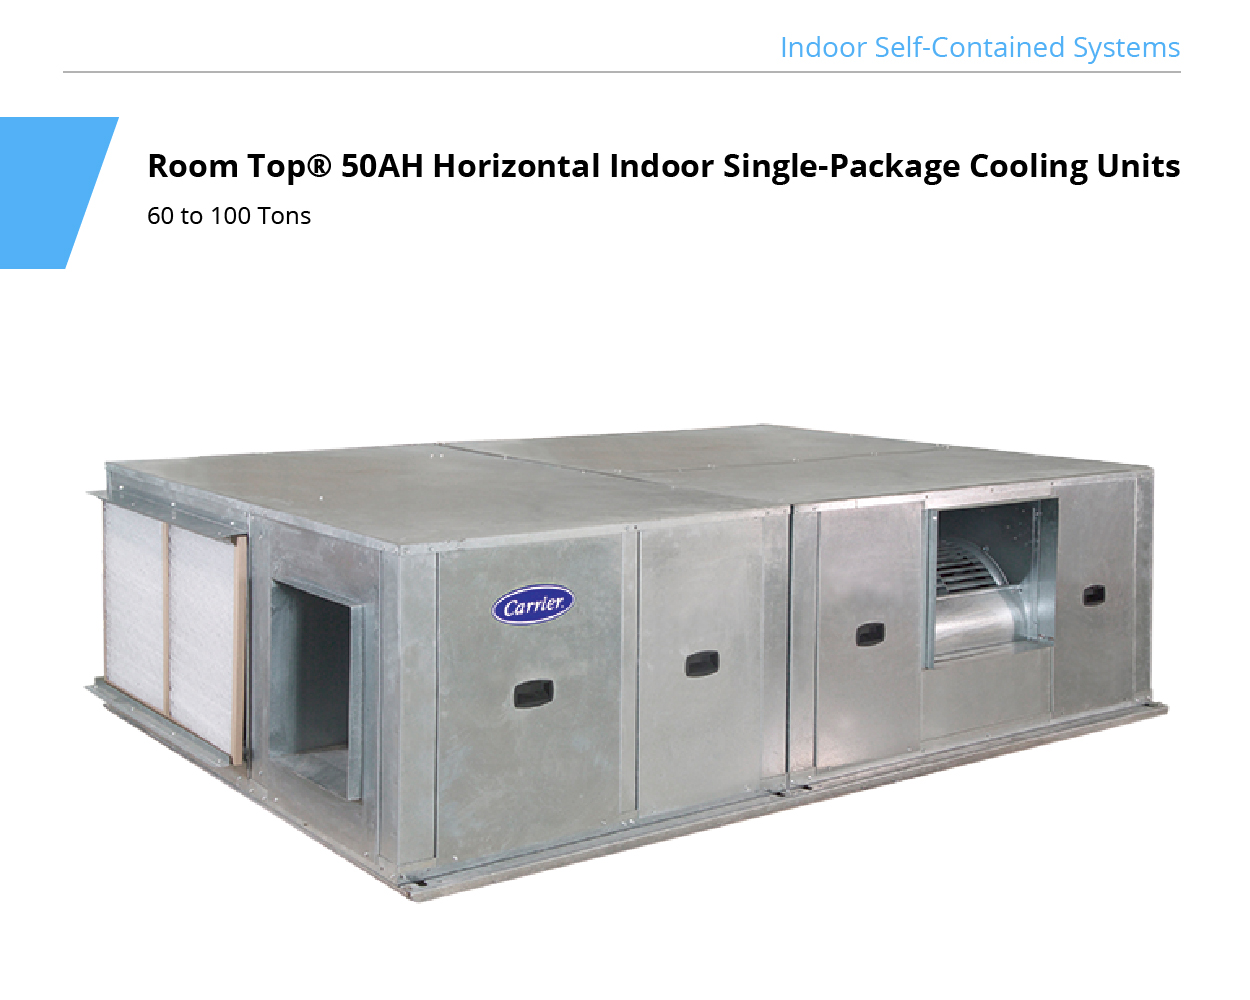 Indoor Self-Contained Systems
Room Top® 50AH Horizontal Indoor Single-Package Cooling Units
60 to 100 Tons
Carrier